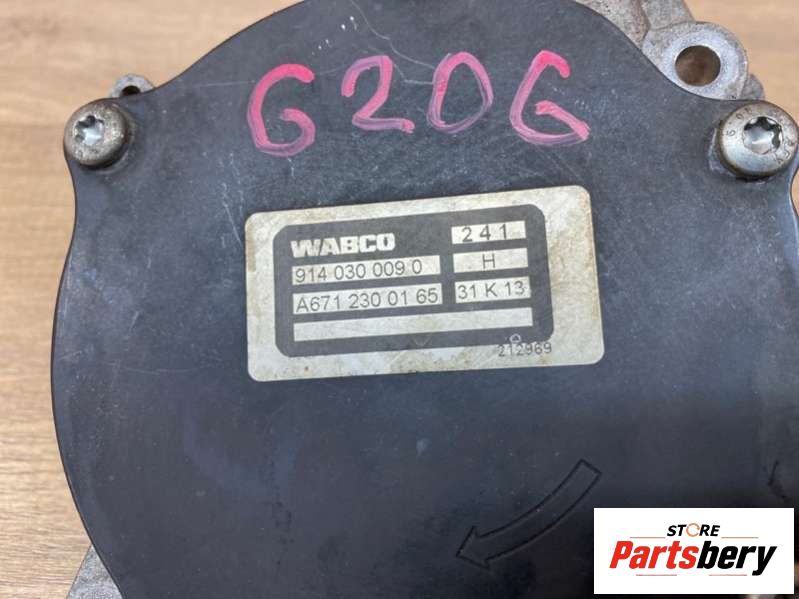 G20G
WABCO 241
914 030 009 0 H
A671 230 01 65 31 K 13
212969
STORE
Partsbery